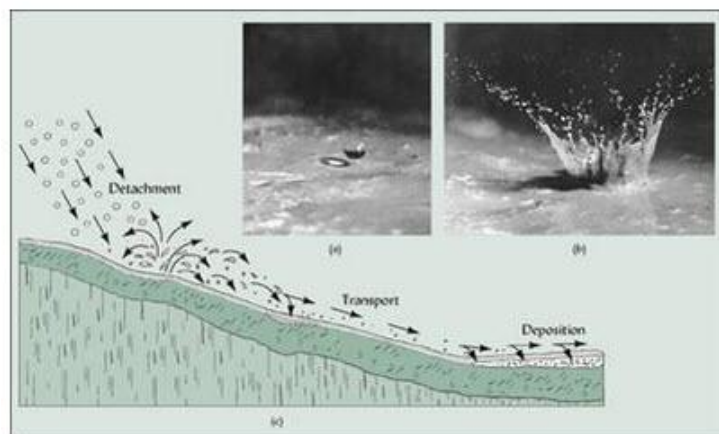 (a)
(b)
Detachment
Transport
Deposition
(c)